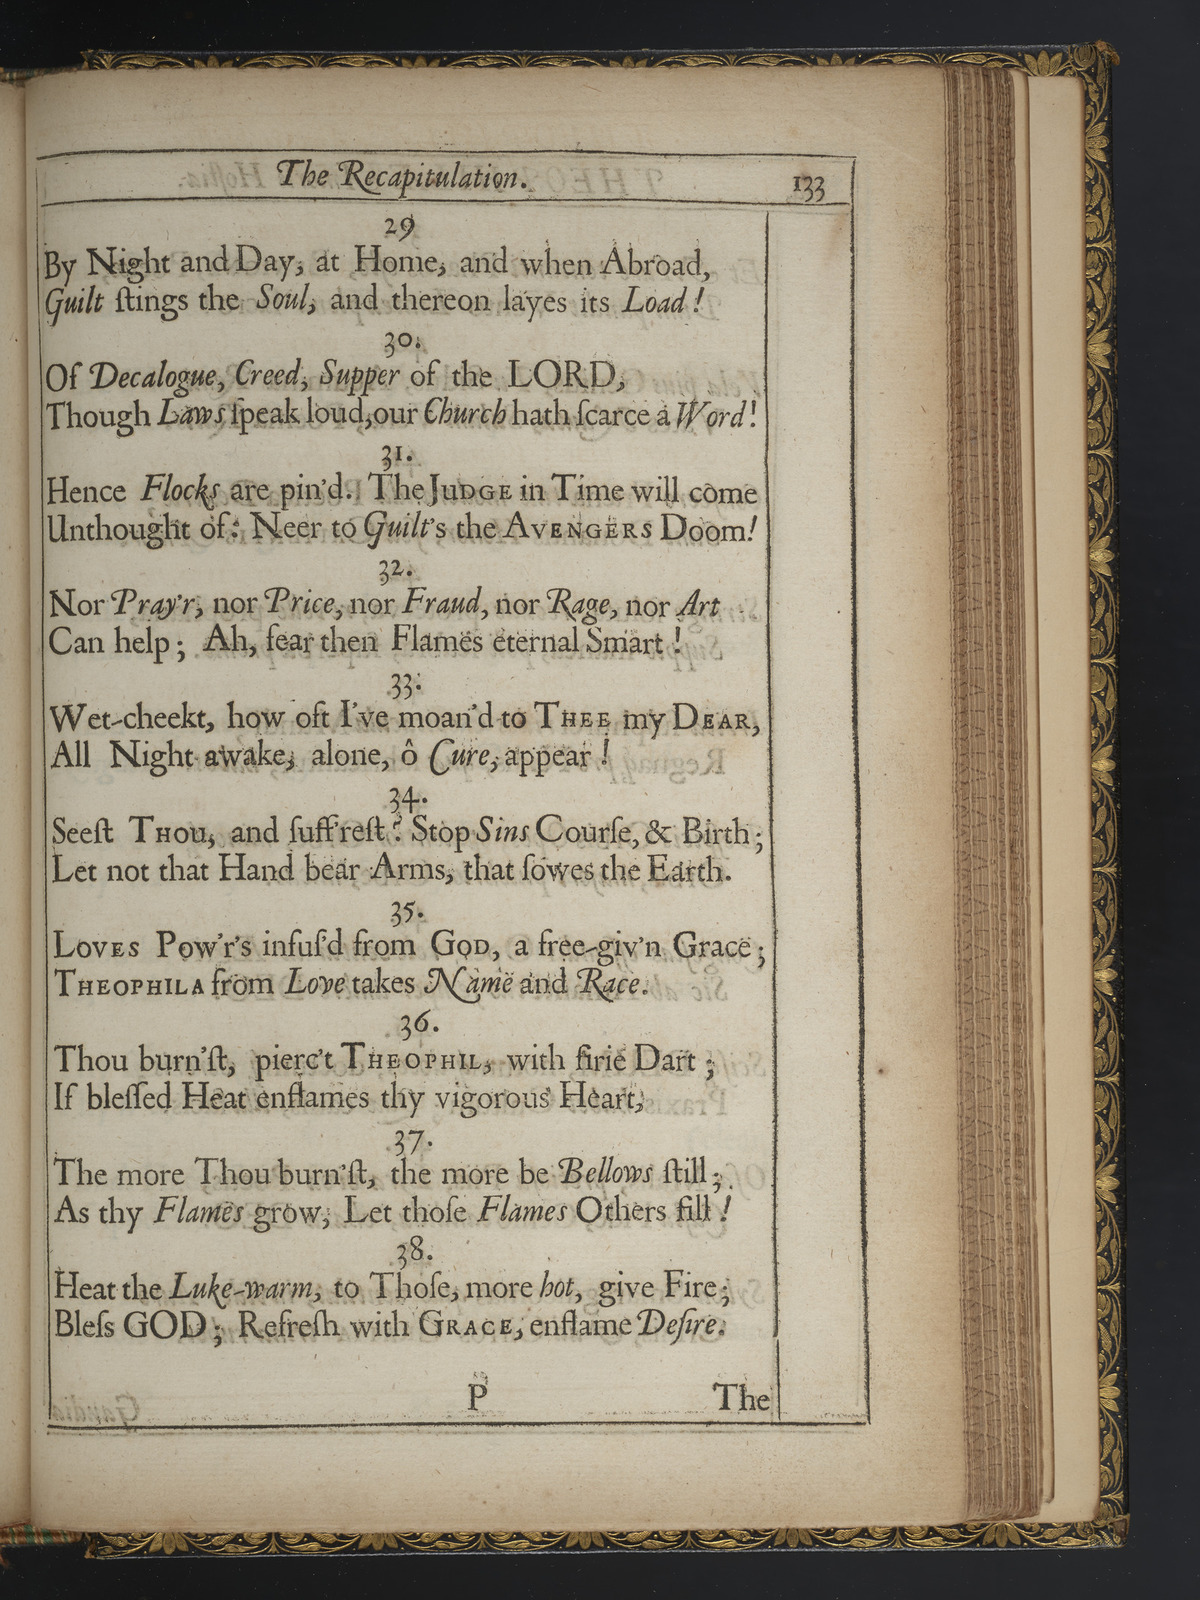 The Recapitulation. 133
29
By Night and Day, at Home, and when Abroad,
Guilt ſtings the Soul, and thereon layes its Load!
30.
Of Decalogue, Creed, Supper of the LORD,
Though Laws ſpeak loud, our Church hath ſcarce a Word!
31.
Hence Flocks are pin'd. The JUDGE in Time will come
Unthought of: Neer to Guilt's the AVENGERS Doom!
32.
Nor Pray'r, nor Price, nor Fraud, nor Rage, nor Art
Can help; Ah, fear then Flames eternal Smart!
33.
Wet-cheekt, how oft I've moan'd to THEE my DEAR,
All Night awake, alone, ô Cure, appear!
34.
Seeſt THOU, and ſuff'reſt? Stop Sins Courſe, & Birth;
Let not that Hand bear Arms, that ſowes the Earth.
35.
LOVES Pow'r's infuſ'd from GOD, a free-giv'n Grace;
THEOPHILA from Love takes Name and Race.
36.
Thou burn'ſt, pierc't THEOPHIL, with firie Dart;
If bleſſed Heat enflames thy vigorous Heart,
37.
The more Thou burn'ſt, the more be Bellows ſtill;
As thy Flames grow, Let thoſe Flames Others fill!
38.
Heat the Luke-warm, to Thoſe, more hot, give Fire;
Bleſs GOD; Refreſh with GRACE, enflame Deſire.
P The